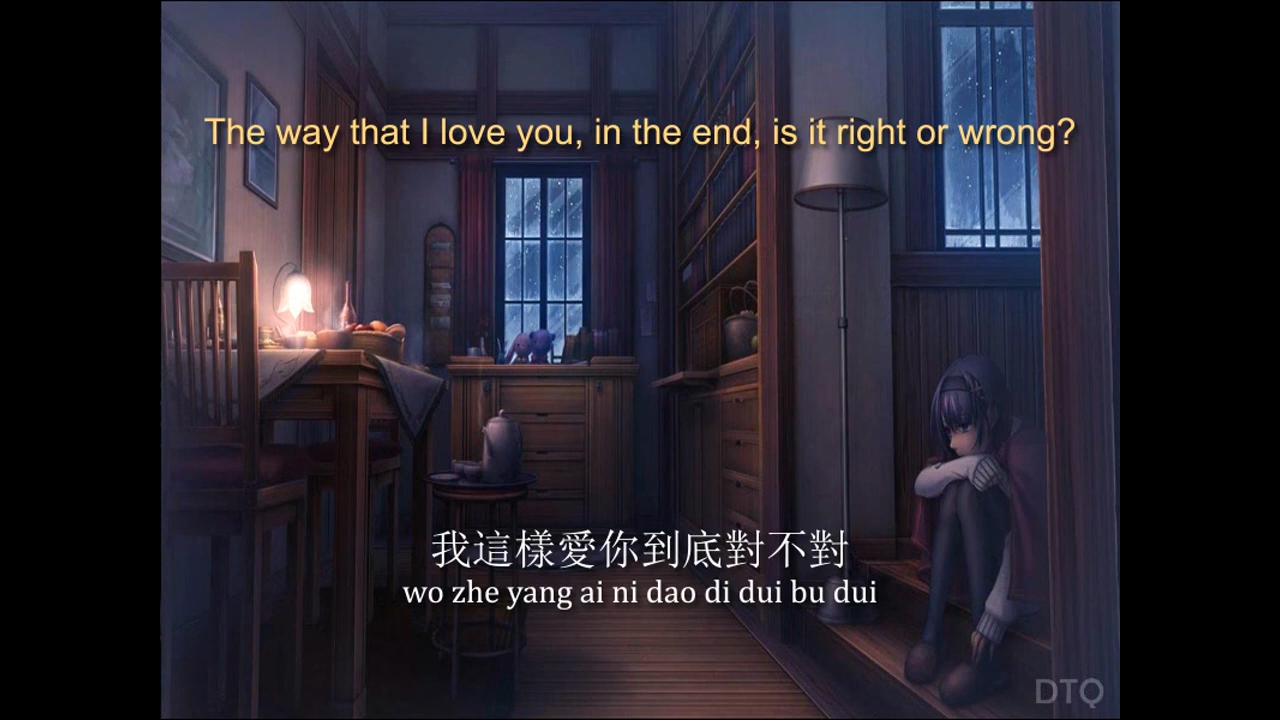 The way that I love you, in the end, is it right or wrong?
我這樣愛你到底對不對
wo zhe yang ai ni dao di dui bu dui
DTQ